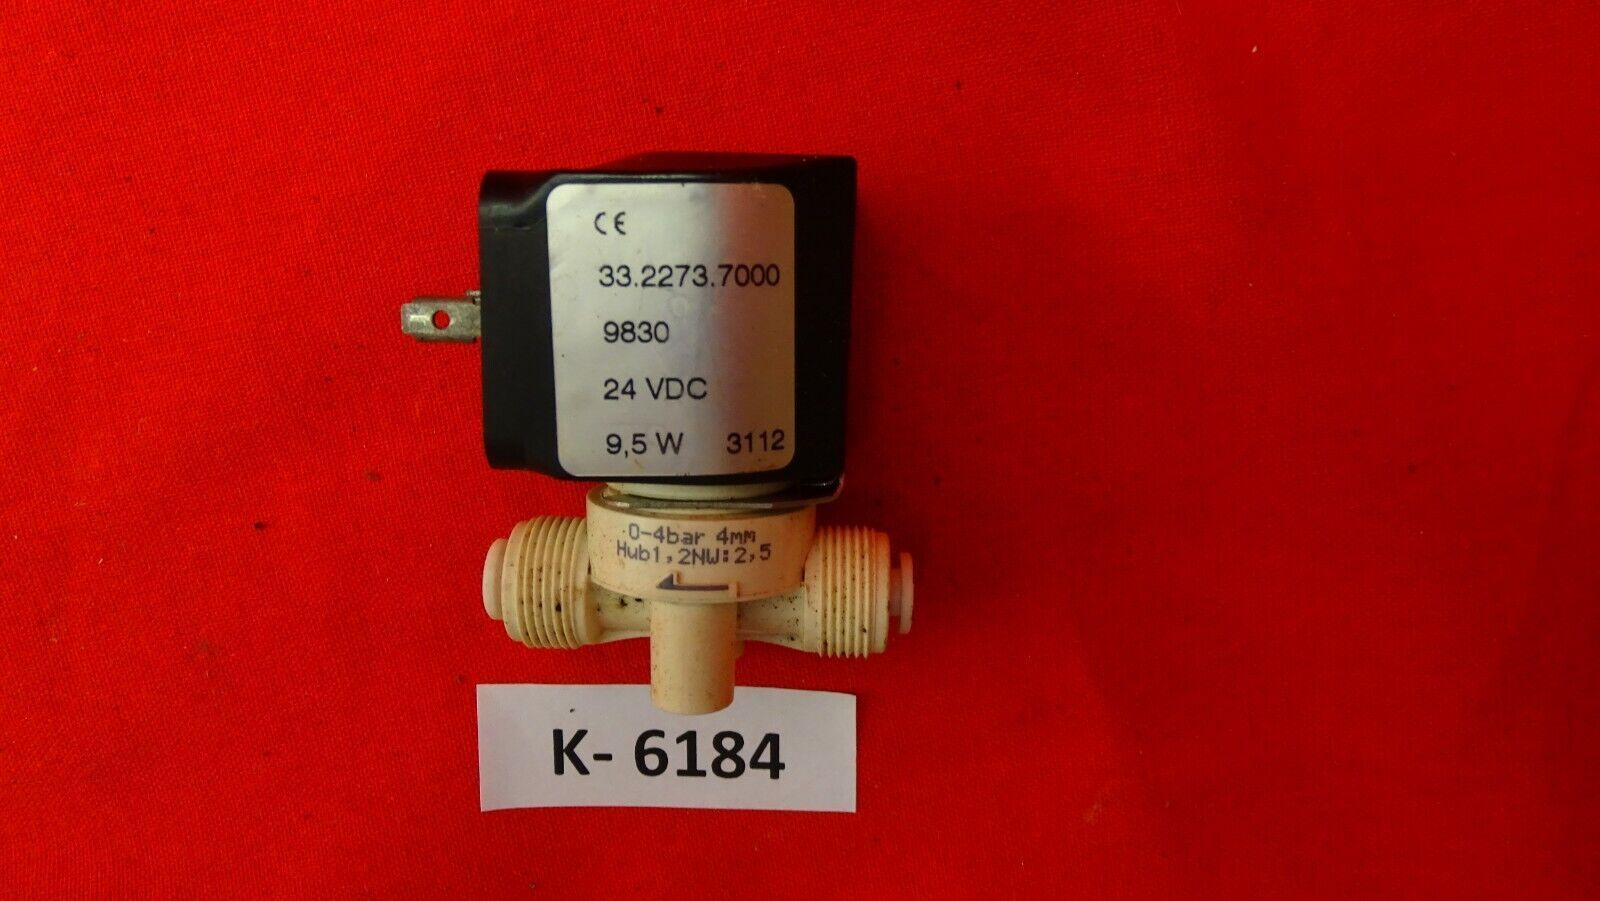 CE
33.2273.7000
9830
24 VDC
9,5 W 3112
0-4bar 4mm
Hub1,2NW:2,5
K- 6184